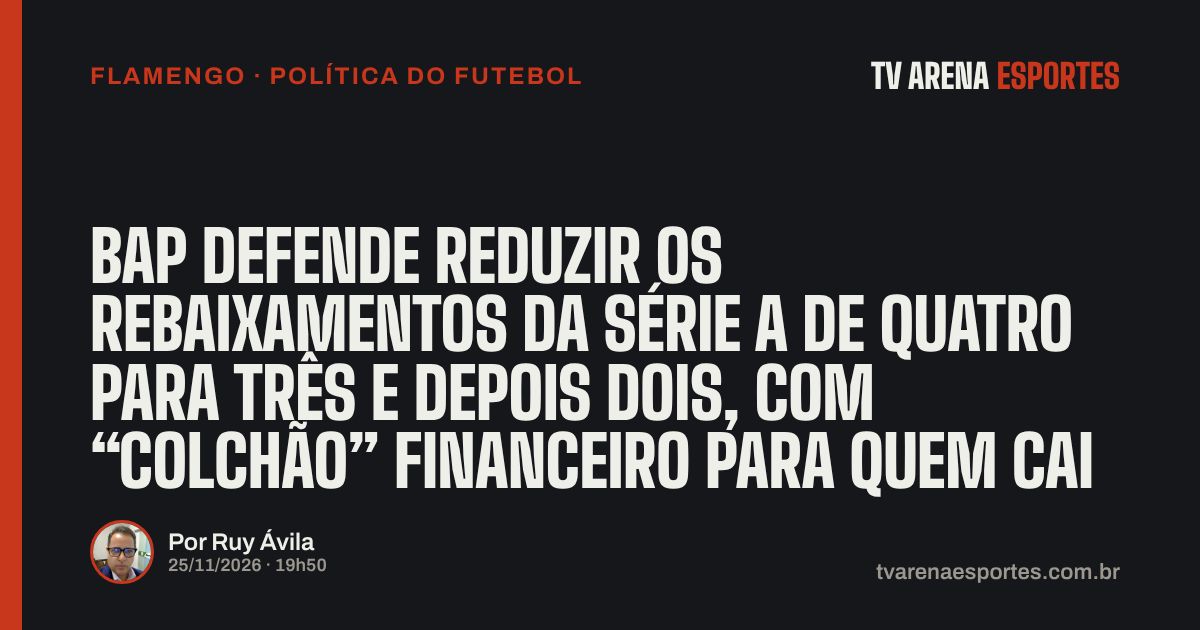 FLAMENGO · POLÍTICA DO FUTEBOL
TV ARENA ESPORTES
BAP DEFENDE REDUZIR OS
REBAIXAMENTOS DA SÉRIE A DE QUATRO
PARA TRÊS E DEPOIS DOIS, COM
“COLCHÃO” FINANCEIRO PARA QUEM CAI
Por Ruy Ávila
25/11/2026 · 19h50
tvarenaesportes.com.br